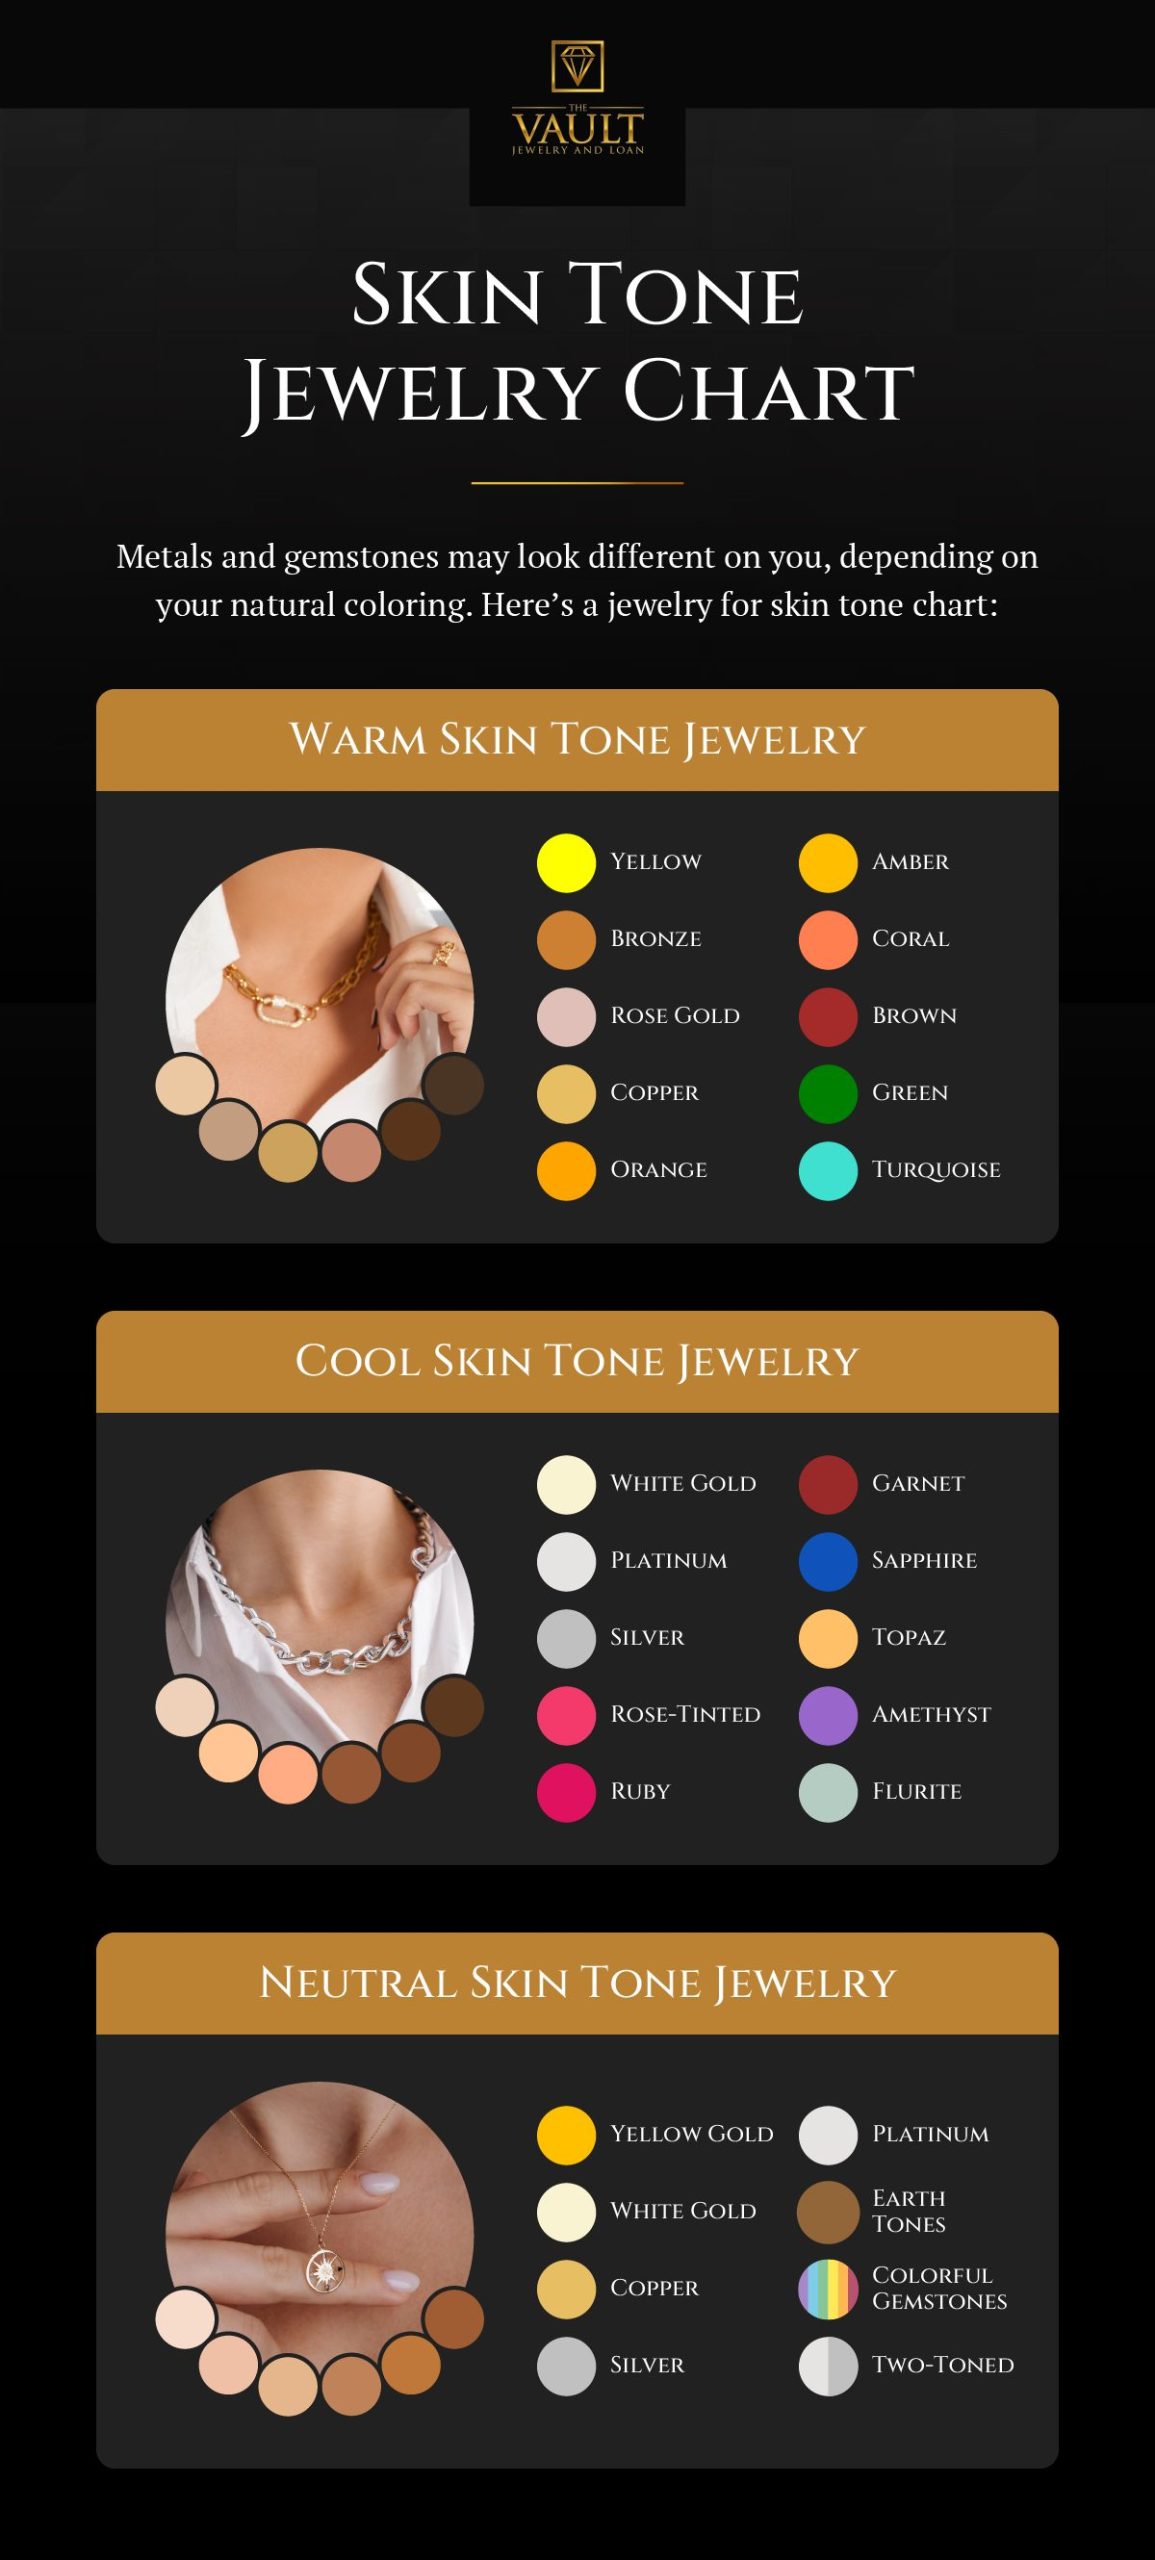 THE
VAULT
JEWELRY AND LOAN
Skin Tone
Jewelry Chart
Metals and gemstones may look different on you, depending on
your natural coloring. Here’s a jewelry for skin tone chart:
Warm Skin Tone Jewelry
Yellow
Amber
Bronze
Coral
Rose Gold
Brown
Copper
Green
Orange
Turquoise
Cool Skin Tone Jewelry
White Gold
Garnet
Platinum
Sapphire
Silver
Topaz
Rose-Tinted
Amethyst
Ruby
Flurite
Neutral Skin Tone Jewelry
Yellow Gold
Platinum
White Gold
Earth
Tones
Copper
Colorful
Gemstones
Silver
Two-Toned